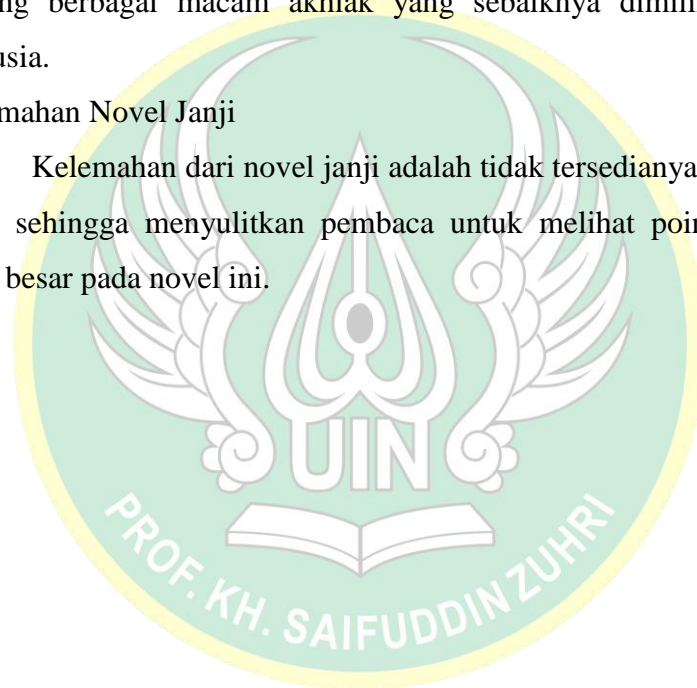 ng berbagai macam akhlak yang sebaiknya dimili
usia.
mahan Novel Janji
Kelemahan dari novel janji adalah tidak tersedianya
sehingga menyulitkan pembaca untuk melihat poin
besar pada novel ini.
UIN
PROF. KH. SAIFUDDIN ZUHRI